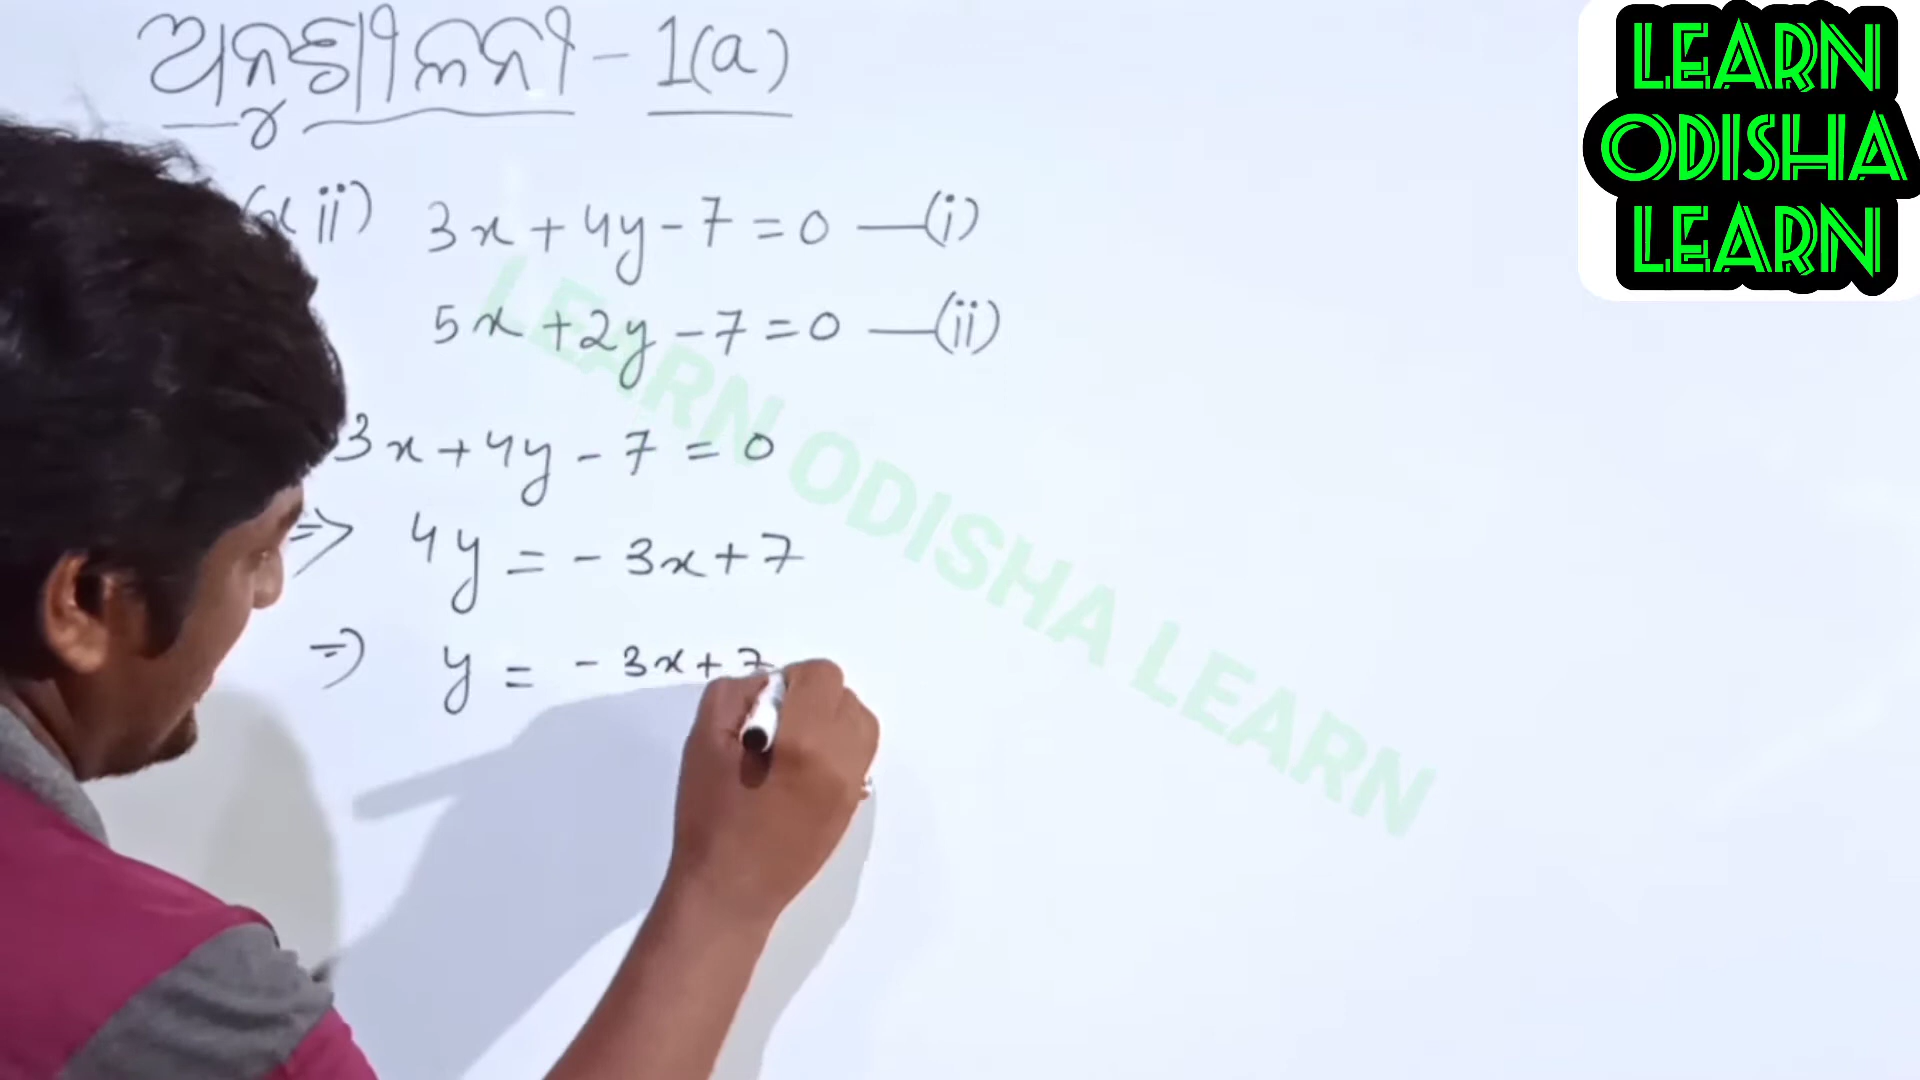 ଅନୁଶୀଳନୀ - 1(a)
LEARN
ODISHA
LEARN
(xii) 3x + 4y - 7 = 0 —(i)
5x + 2y - 7 = 0 —(ii)
3x + 4y - 7 = 0
⇒ 4y = - 3x + 7
⇒ y = - 3x + 7
LEARN ODISHA LEARN